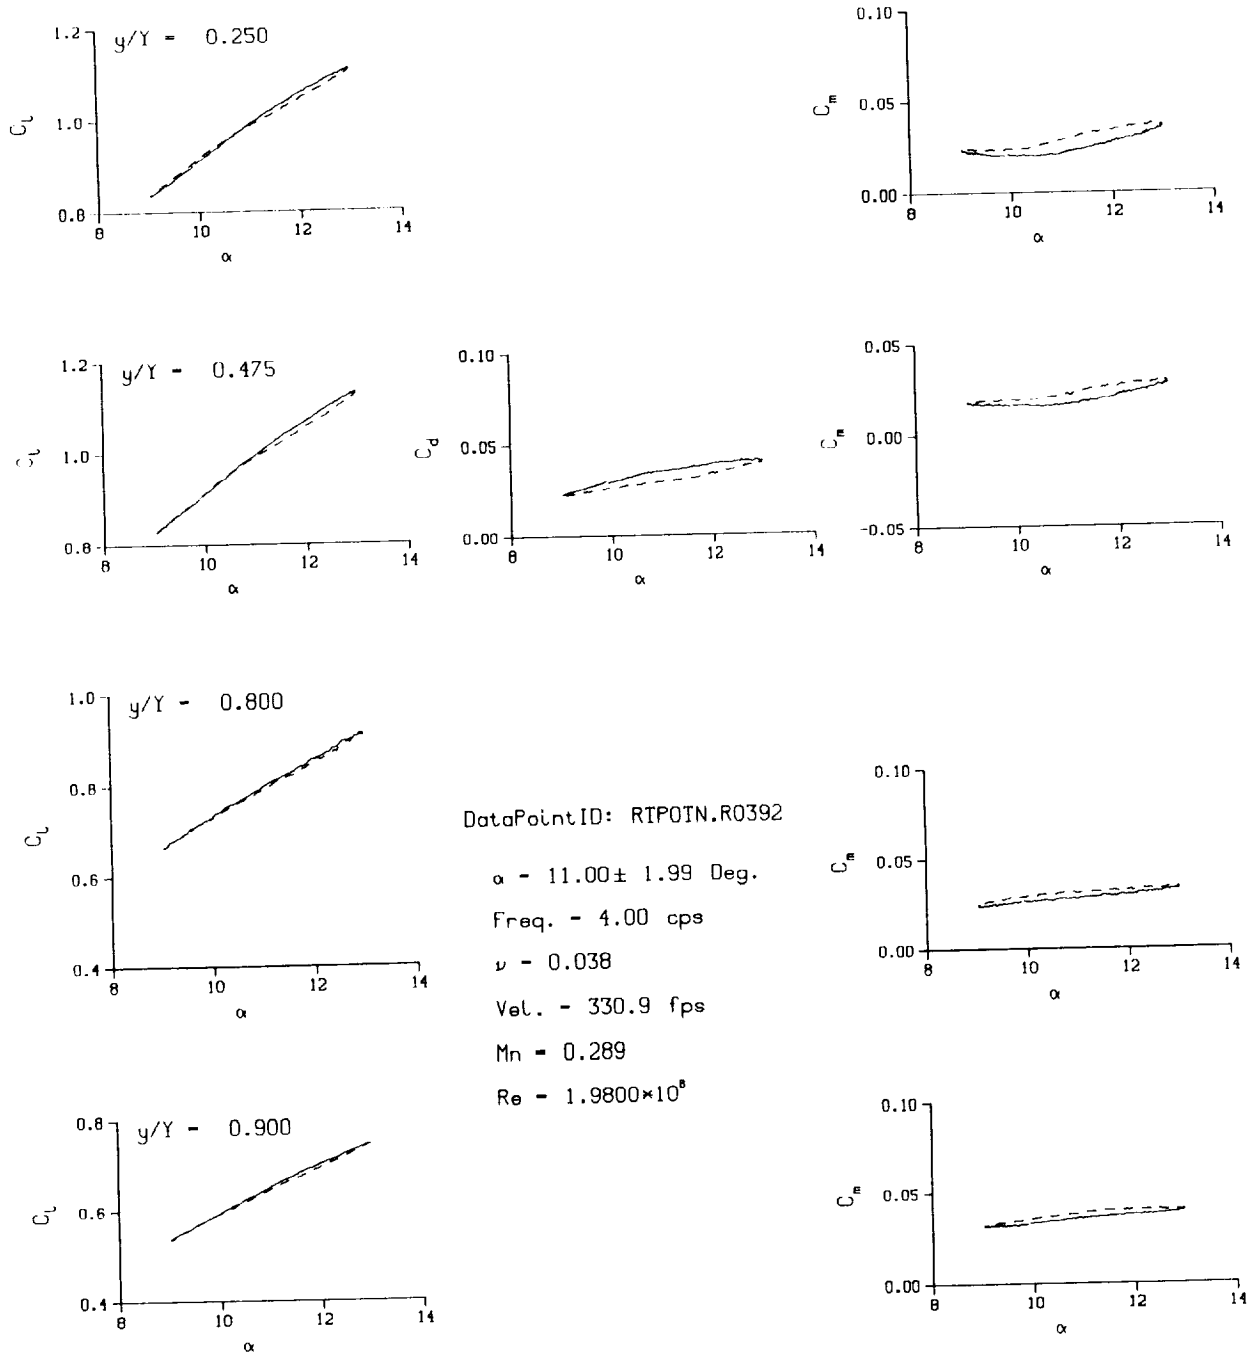 y/Y = 0.250
1.2
1.0
0.8
C_l
8 10 12 14
α
0.10
0.05
0.00
C_m
8 10 12 14
α
y/Y - 0.475
1.2
1.0
0.8
C_l
8 10 12 14
α
0.10
0.05
0.00
C_d
8 10 12 14
α
0.05
0.00
-0.05
C_m
8 10 12 14
α
y/Y - 0.800
1.0
0.8
0.6
0.4
C_l
8 10 12 14
α
DataPointID: RTPOTN.R0392
α - 11.00± 1.99 Deg.
Freq. - 4.00 cps
ν - 0.038
Vel. - 330.9 fps
Mn = 0.289
Re - 1.9800×10⁶
0.10
0.05
0.00
C_m
8 10 12 14
α
y/Y - 0.900
0.8
0.6
0.4
C_l
8 10 12 14
α
0.10
0.05
0.00
C_m
8 10 12 14
α